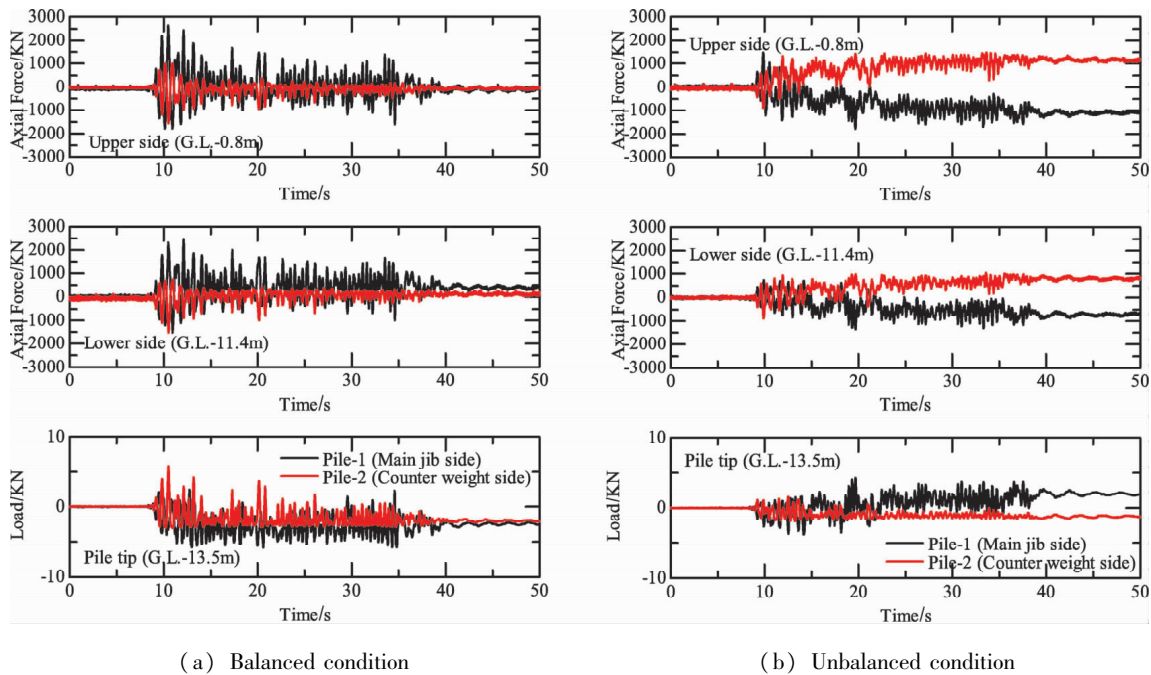 3000
2000
1000
0
1000
-2000
-3000
Axial Force/KN
Upper side (G.L.-0.8m)
0 10 20 30 40 50
Time/s
3000
2000
1000
0
1000
-2000
-3000
Axial Force/KN
Lower side (G.L.-11.4m)
0 10 20 30 40 50
Time/s
10
0
-10
Load/KN
Pile-1 (Main jib side)
Pile-2 (Counter weight side)
Pile tip (G.L.-13.5m)
0 10 20 30 40 50
Time/s
(a) Balanced condition
3000
2000
1000
0
1000
-2000
-3000
Axial Force/KN
Upper side (G.L.-0.8m)
0 10 20 30 40 50
Time/s
3000
2000
1000
0
1000
-2000
-3000
Axial Force/KN
Lower side (G.L.-11.4m)
0 10 20 30 40 50
Time/s
10
0
-10
Load/KN
Pile tip (G.L.-13.5m)
Pile-1 (Main jib side)
Pile-2 (Counter weight side)
0 10 20 30 40 50
Time/s
(b) Unbalanced condition